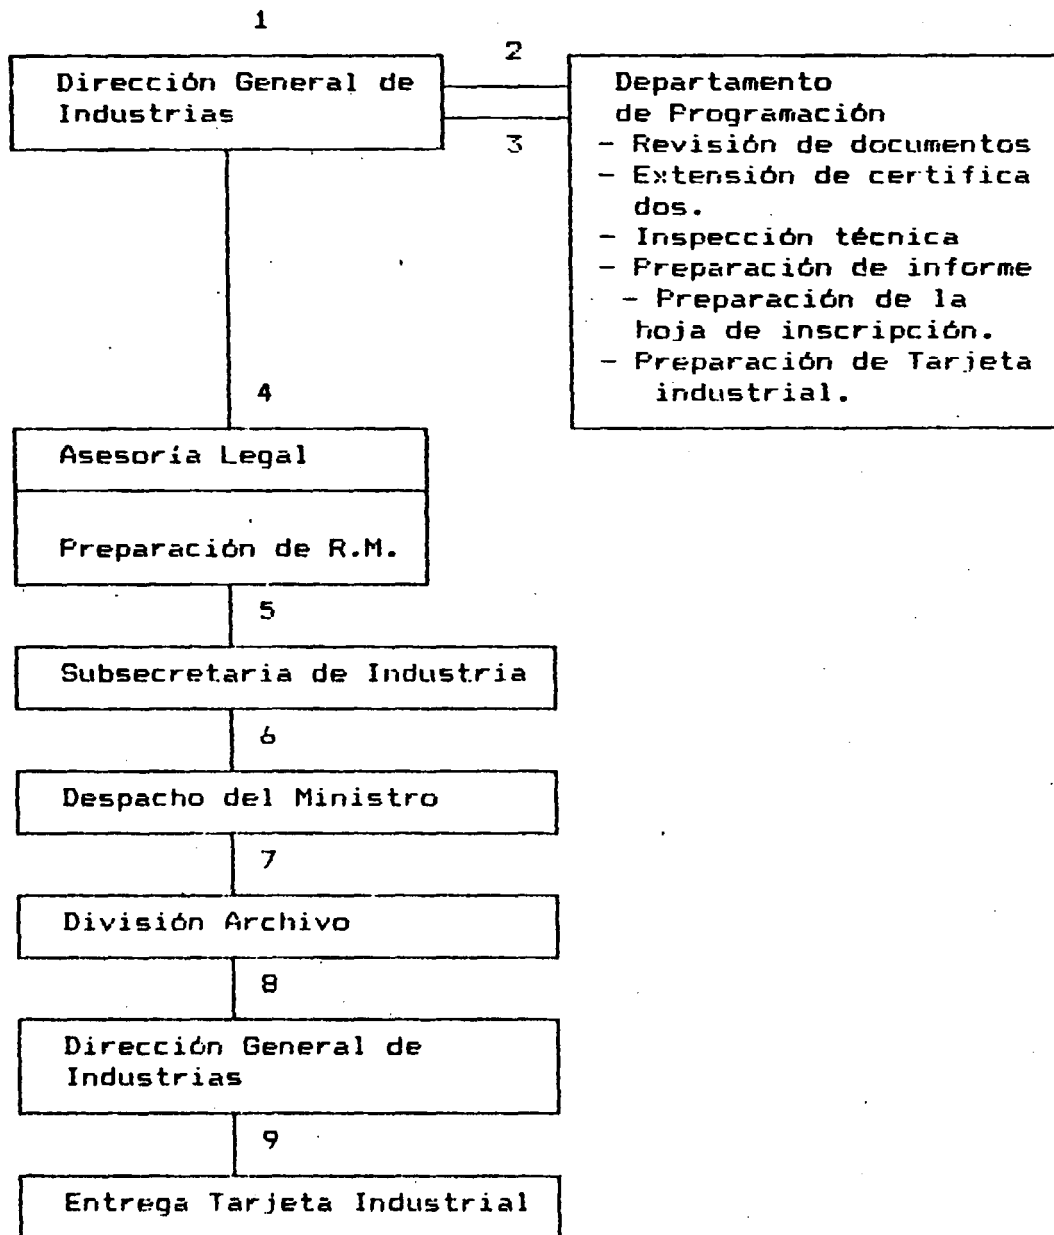 1
Dirección General de
Industrias
2
3
Departamento
de Programación
- Revisión de documentos
- Extensión de certifica
dos.
- Inspección técnica
- Preparación de informe
- Preparación de la
hoja de inscripción.
- Preparación de Tarjeta
industrial.
4
Asesoría Legal
Preparación de R.M.
5
Subsecretaria de Industria
6
Despacho del Ministro
7
División Archivo
8
Dirección General de
Industrias
9
Entrega Tarjeta Industrial